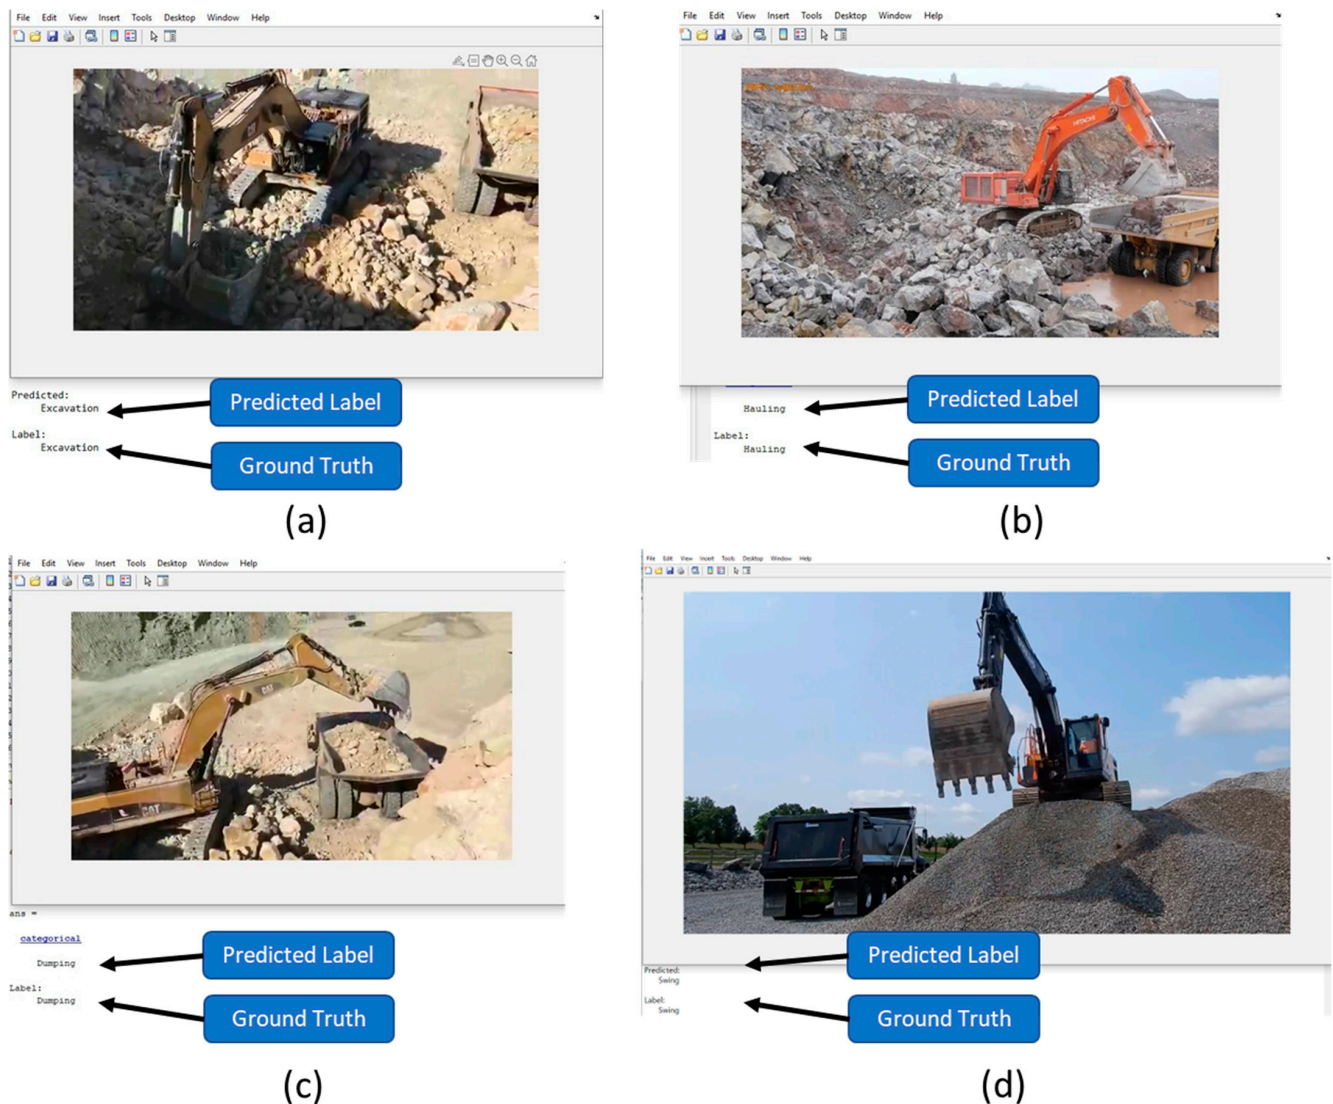 File Edit View Insert Tools Desktop Window Help
CAT
Predicted:
Excavation
Label:
Excavation
Predicted Label
Ground Truth
(a)
File Edit View Insert Tools Desktop Window Help
HITACHI
Hauling
Label:
Hauling
Predicted Label
Ground Truth
(b)
File Edit View Insert Tools Desktop Window Help
CAT
CAT
ans =
categorical
Dumping
Label:
Dumping
Predicted Label
Ground Truth
(c)
File Edit View Insert Tools Desktop Window Help
Predicted:
Swing
Label:
Swing
Predicted Label
Ground Truth
(d)